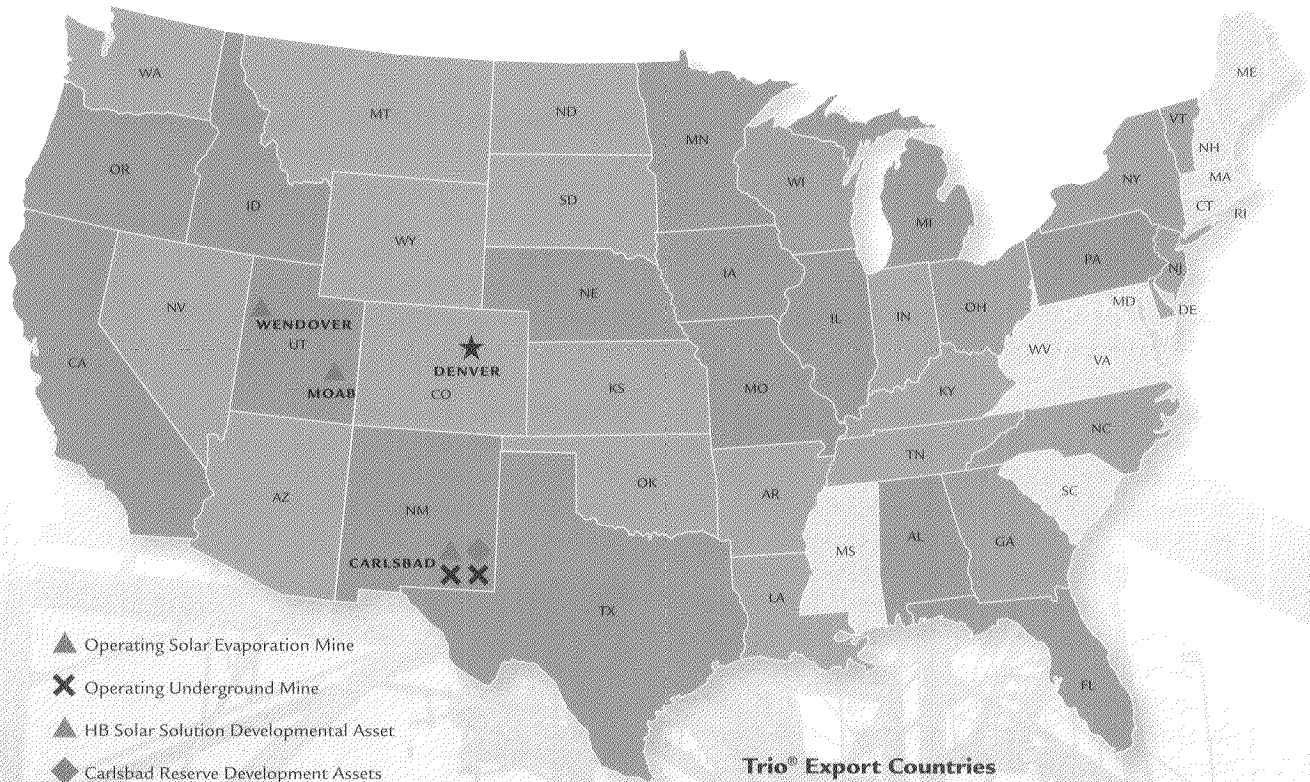 ME
WA
MT
ND
MN
VT
NH
OR
WI
NY
MA
ID
SD
MI
CT
RI
WY
IA
PA
NJ
NV
NE
MD
OH
DE
WENDOVER
UT
IL
IN
WV
VA
CA
DENVER
MOAB
CO
KS
MO
KY
NC
TN
AZ
OK
AR
SC
NM
MS
AL
GA
CARLSBAD
TX
LA
FL
Operating Solar Evaporation Mine
Operating Underground Mine
HB Solar Solution Developmental Asset
Carlsbad Reserve Development Assets
Trio® Export Countries